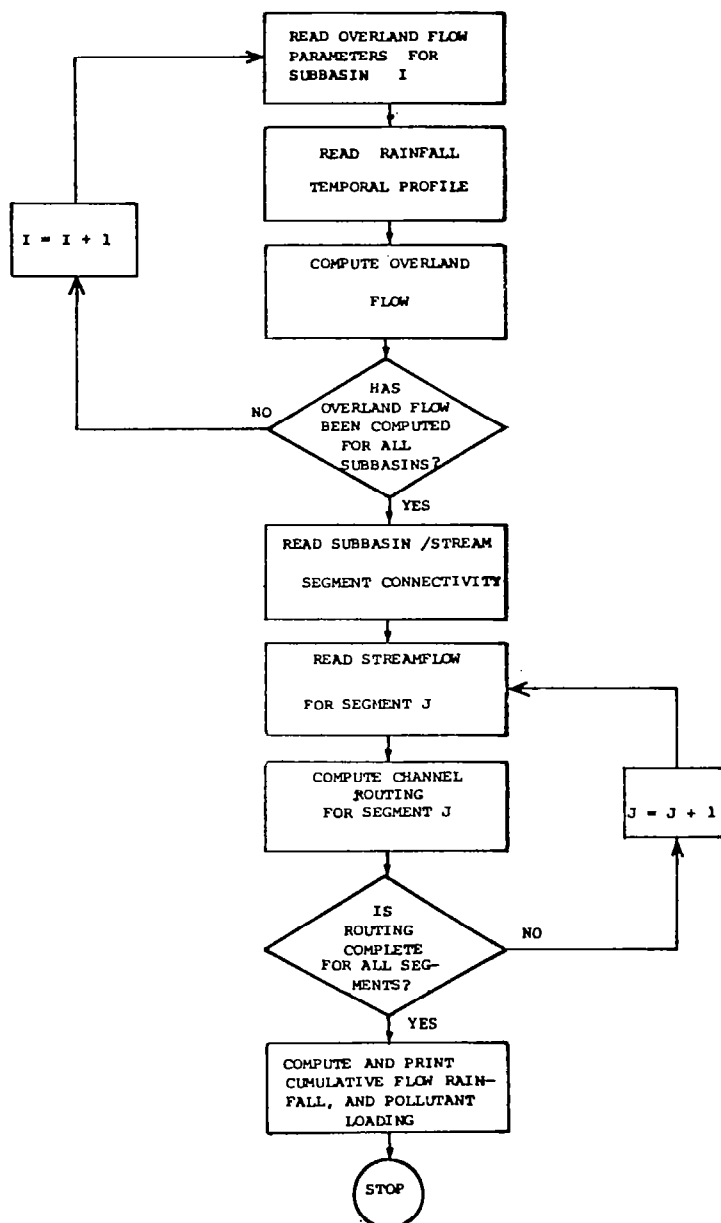 READ OVERLAND FLOW
PARAMETERS FOR
SUBBASIN I
READ RAINFALL
TEMPORAL PROFILE
I = I + 1
COMPUTE OVERLAND
FLOW
HAS
OVERLAND FLOW
BEEN COMPUTED
FOR ALL
SUBBASINS?
NO
YES
READ SUBBASIN /STREAM
SEGMENT CONNECTIVITY
READ STREAMFLOW
FOR SEGMENT J
COMPUTE CHANNEL
ROUTING
FOR SEGMENT J
J = J + 1
IS
ROUTING
COMPLETE
FOR ALL SEG-
MENTS?
NO
YES
COMPUTE AND PRINT
CUMULATIVE FLOW RAIN-
FALL, AND POLLUTANT
LOADING
STOP